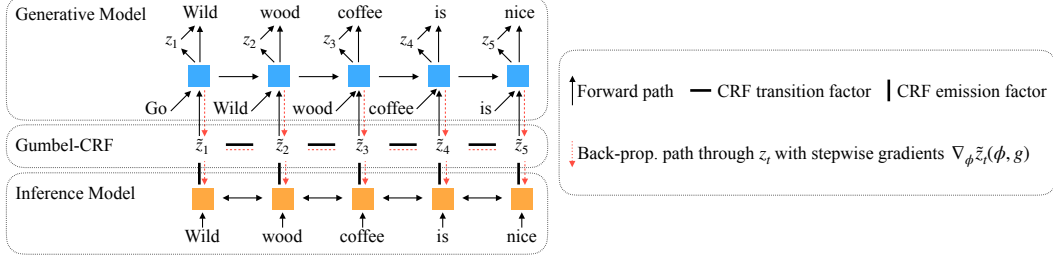 Generative Model
Wild wood coffee is nice
z₁ z₂ z₃ z₄ z₅
Go Wild wood coffee is
Gumbel-CRF
z̃₁ z̃₂ z̃₃ z̃₄ z̃₅
Inference Model
Wild wood coffee is nice
Forward path CRF transition factor CRF emission factor
Back-prop. path through zₜ with stepwise gradients ∇ϕ z̃ₜ(ϕ, g)